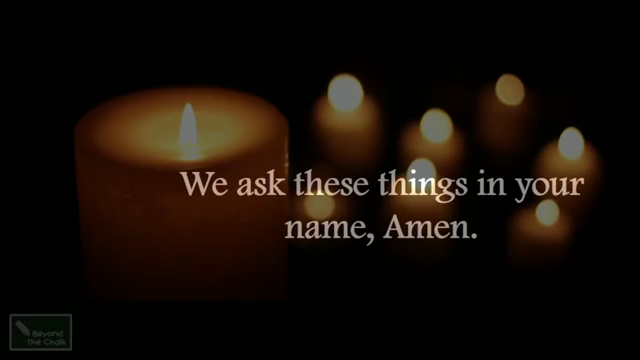 We ask these things in your
name, Amen.
Beyond
The Chalk